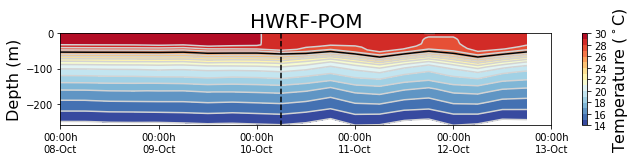 HWRF-POM
Depth (m)
0
−100
−200
00:00h 00:00h 00:00h 00:00h 00:00h 00:00h
08-Oct 09-Oct 10-Oct 11-Oct 12-Oct 13-Oct
30
28
26
24
22
20
18
16
14
Temperature (°C)